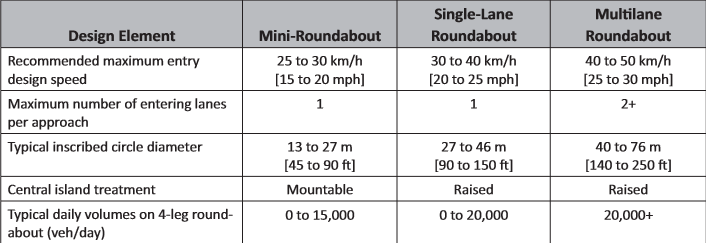 Design Element Mini-Roundabout Single-Lane Roundabout Multilane Roundabout
Recommended maximum entry design speed 25 to 30 km/h [15 to 20 mph] 30 to 40 km/h [20 to 25 mph] 40 to 50 km/h [25 to 30 mph]
Maximum number of entering lanes per approach 1 1 2+
Typical inscribed circle diameter 13 to 27 m [45 to 90 ft] 27 to 46 m [90 to 150 ft] 40 to 76 m [140 to 250 ft]
Central island treatment Mountable Raised Raised
Typical daily volumes on 4-leg round-about (veh/day) 0 to 15,000 0 to 20,000 20,000+